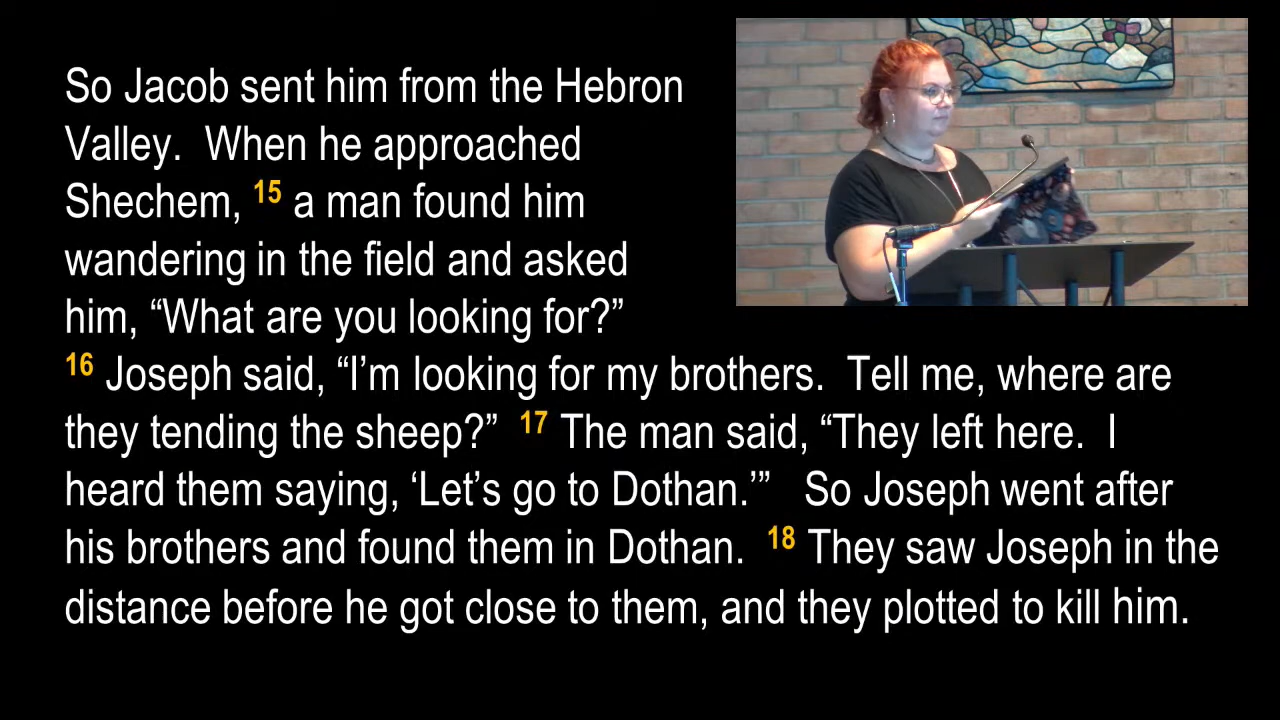 So Jacob sent him from the Hebron
Valley.  When he approached
Shechem, 15 a man found him
wandering in the field and asked
him, “What are you looking for?”
16 Joseph said, “I’m looking for my brothers.  Tell me, where are
they tending the sheep?”  17 The man said, “They left here.  I
heard them saying, ‘Let’s go to Dothan.’”   So Joseph went after
his brothers and found them in Dothan.  18 They saw Joseph in the
distance before he got close to them, and they plotted to kill him.